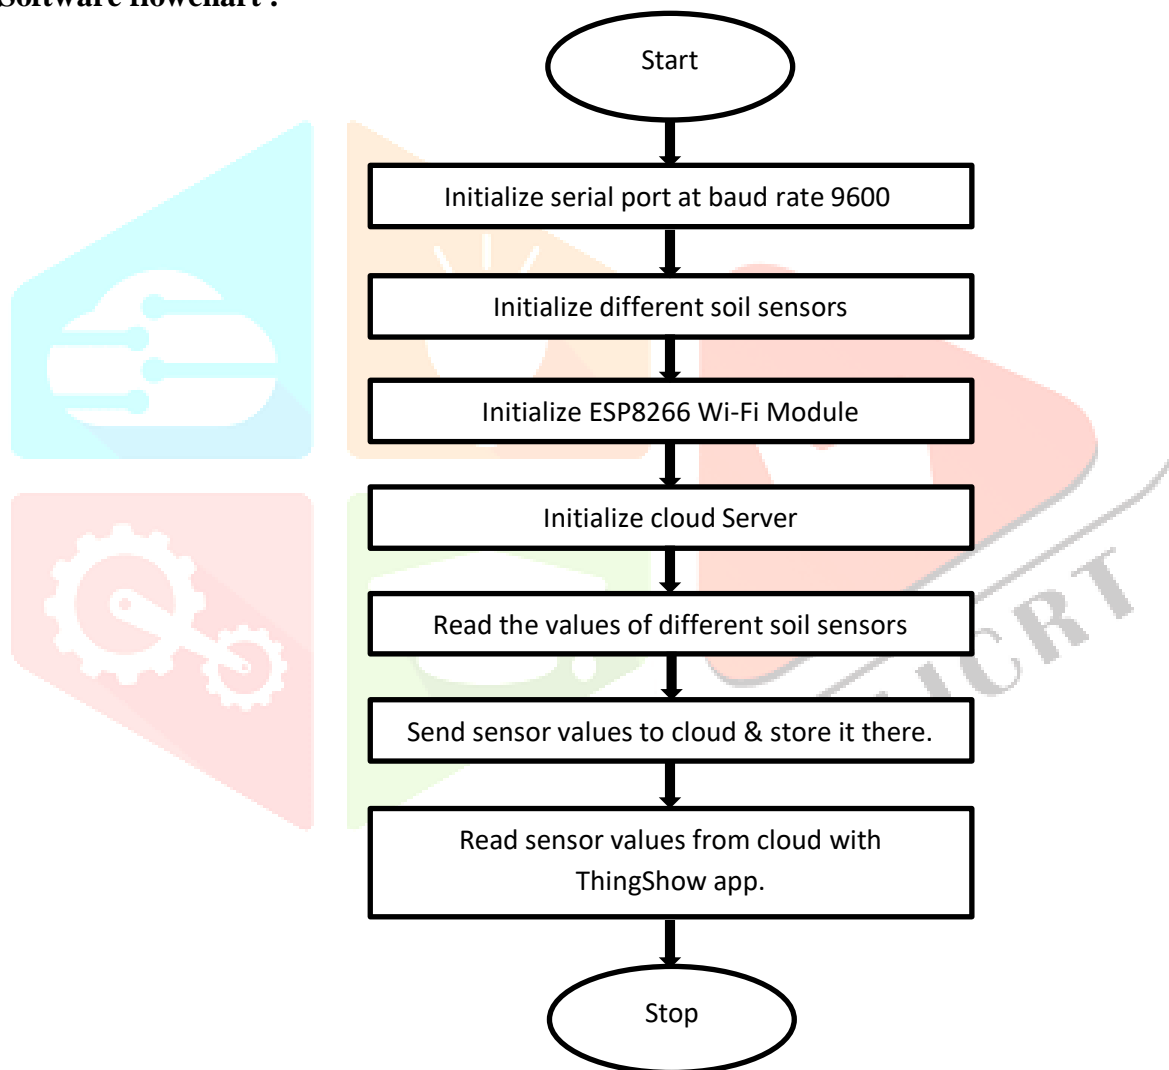 Software flowchart :
Start
Initialize serial port at baud rate 9600
Initialize different soil sensors
Initialize ESP8266 Wi-Fi Module
Initialize cloud Server
Read the values of different soil sensors
Send sensor values to cloud & store it there.
Read sensor values from cloud with
ThingShow app.
Stop